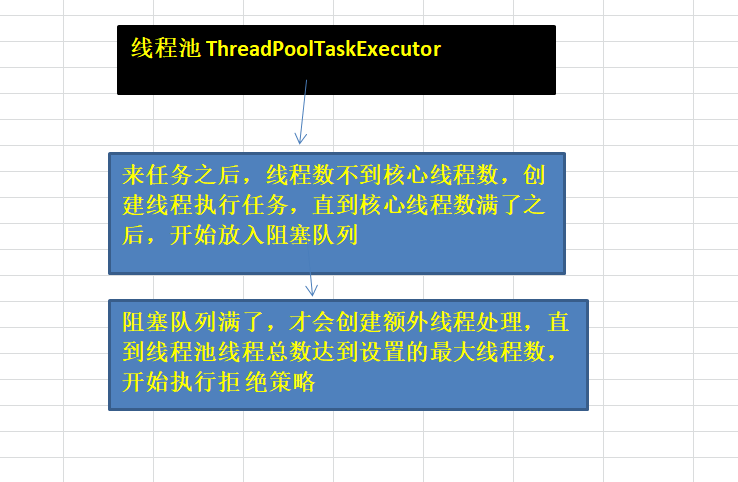 线程池 ThreadPoolTaskExecutor
来任务之后，线程数不到核心线程数，创
建线程执行任务，直到核心线程数满了之
后，开始放入阻塞队列
阻塞队列满了，才会创建额外线程处理，直
到线程池线程总数达到设置的最大线程数，
开始执行拒绝策略